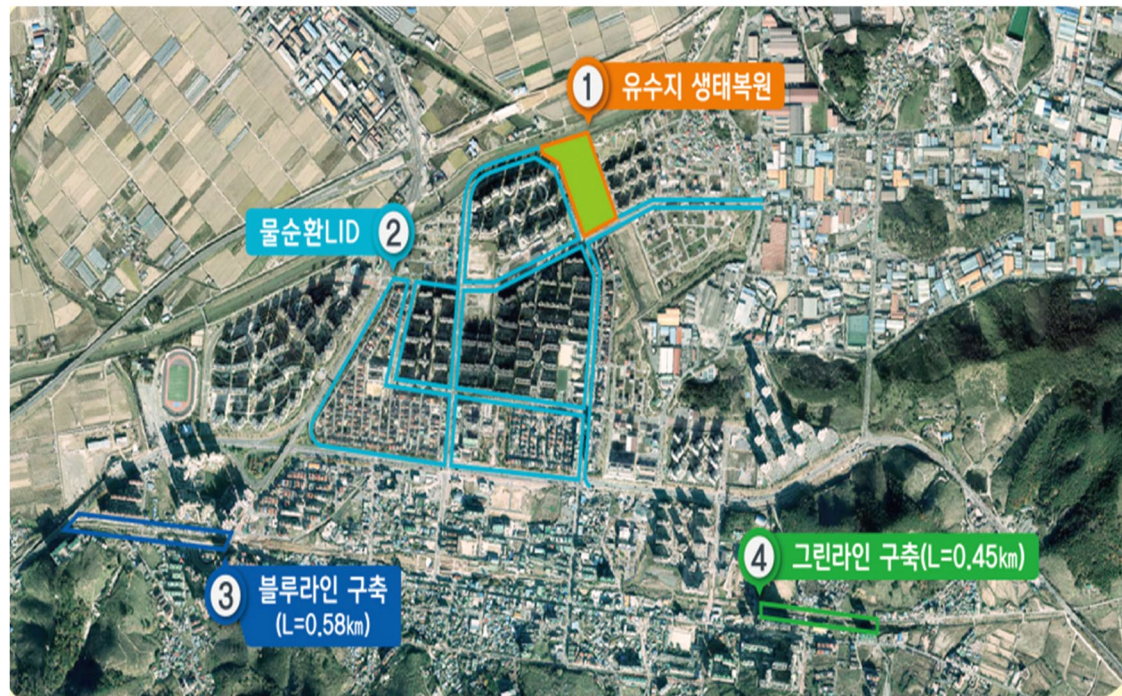 ① 유수지 생태복원
물순환LID ②
③ 블루라인 구축
(L=0.58㎞)
④ 그린라인 구축(L=0.45㎞)